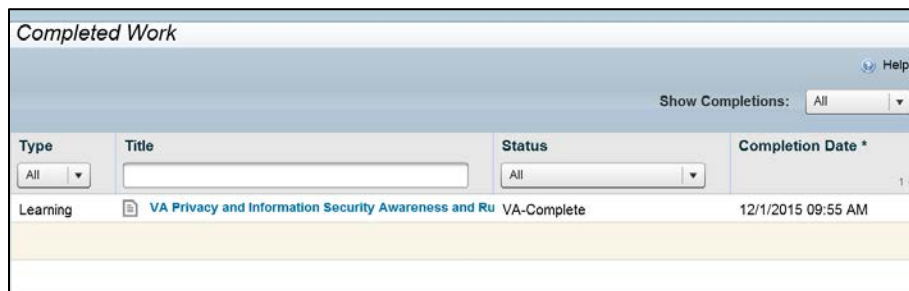 Completed Work
Help
Show Completions: All
Type Title Status Completion Date *
All All
1
Learning VA Privacy and Information Security Awareness and Ru VA-Complete 12/1/2015 09:55 AM